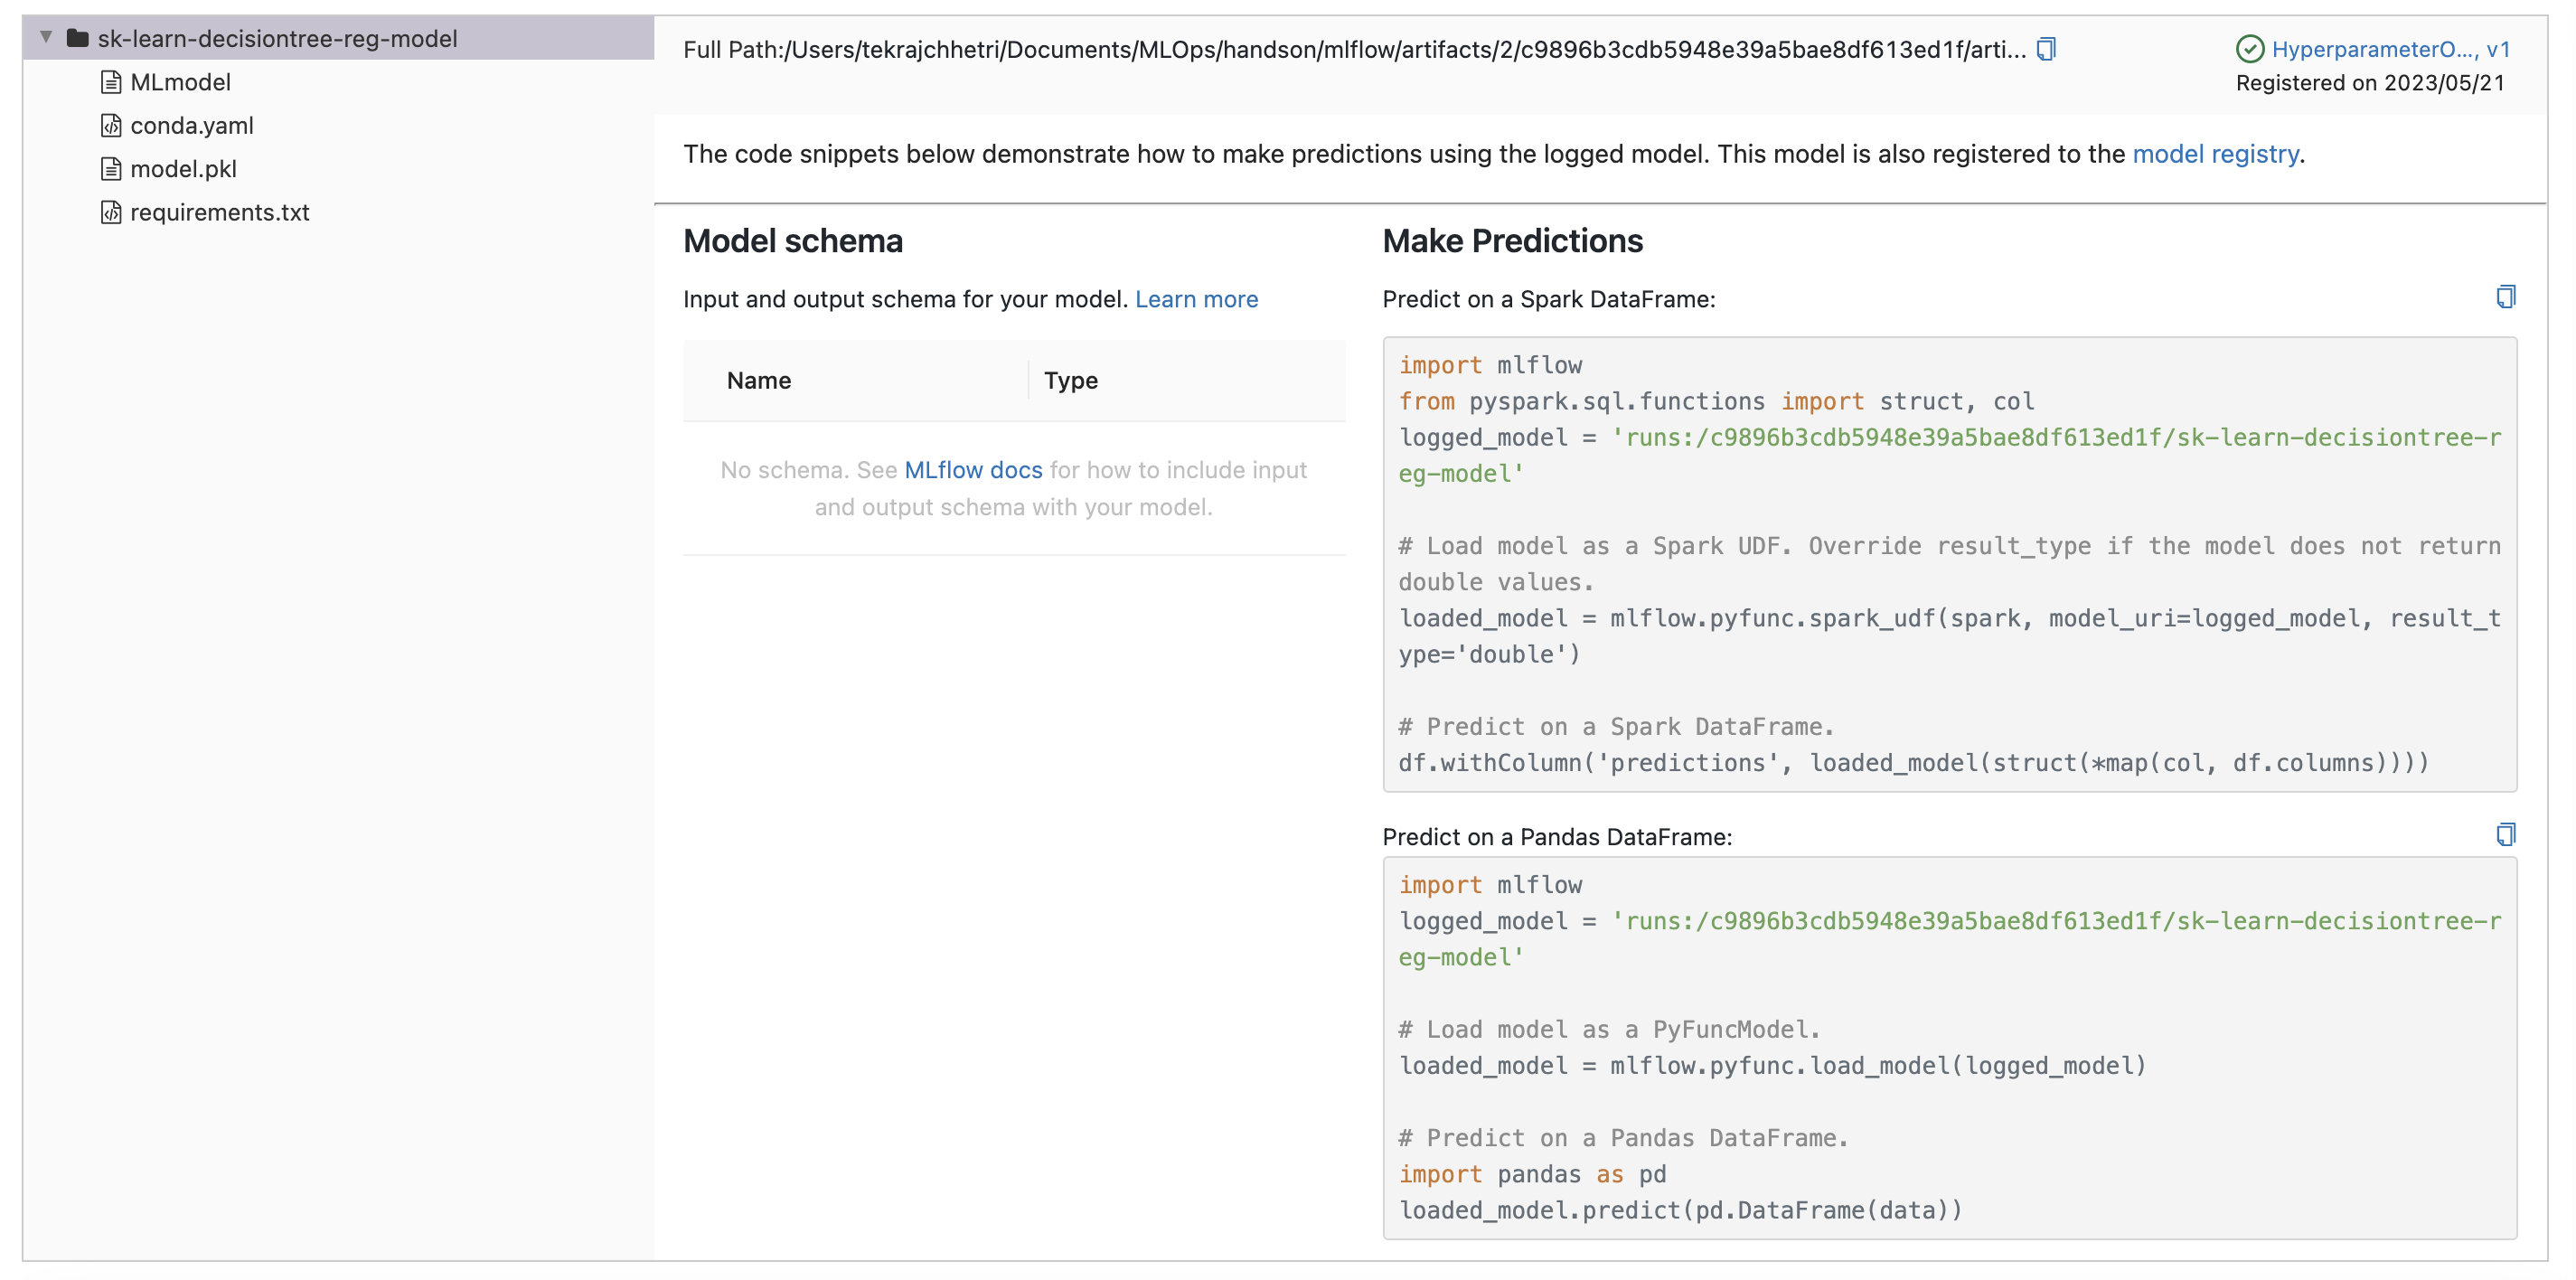 sk-learn-decisiontree-reg-model
MLmodel
conda.yaml
model.pkl
requirements.txt
Full Path:/Users/tekrajchhetri/Documents/MLOps/handson/mlflow/artifacts/2/c9896b3cdb5948e39a5bae8df613ed1f/arti...
HyperparameterO..., v1
Registered on 2023/05/21
The code snippets below demonstrate how to make predictions using the logged model. This model is also registered to the model registry.
Model schema
Input and output schema for your model. Learn more
Name Type
No schema. See MLflow docs for how to include input
and output schema with your model.
Make Predictions
Predict on a Spark DataFrame:
import mlflow
from pyspark.sql.functions import struct, col
logged_model = 'runs:/c9896b3cdb5948e39a5bae8df613ed1f/sk-learn-decisiontree-r
eg-model'
# Load model as a Spark UDF. Override result_type if the model does not return
double values.
loaded_model = mlflow.pyfunc.spark_udf(spark, model_uri=logged_model, result_t
ype='double')
# Predict on a Spark DataFrame.
df.withColumn('predictions', loaded_model(struct(*map(col, df.columns))))
Predict on a Pandas DataFrame:
import mlflow
logged_model = 'runs:/c9896b3cdb5948e39a5bae8df613ed1f/sk-learn-decisiontree-r
eg-model'
# Load model as a PyFuncModel.
loaded_model = mlflow.pyfunc.load_model(logged_model)
# Predict on a Pandas DataFrame.
import pandas as pd
loaded_model.predict(pd.DataFrame(data))